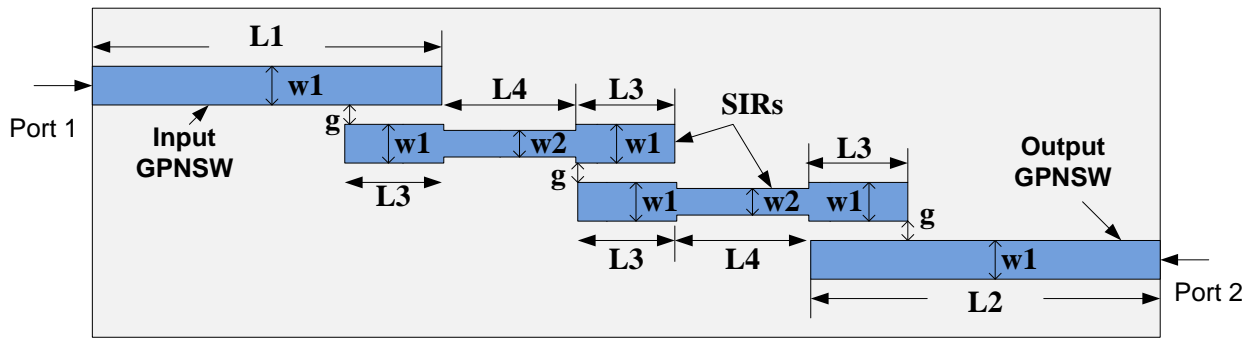 L1
w1
Port 1
Input
GPNSW
g
L4
L3
SIRs
w1
w2
w1
L3
g
L3
Output
GPNSW
w1
w2
w1
g
L3
L4
w1
L2
Port 2